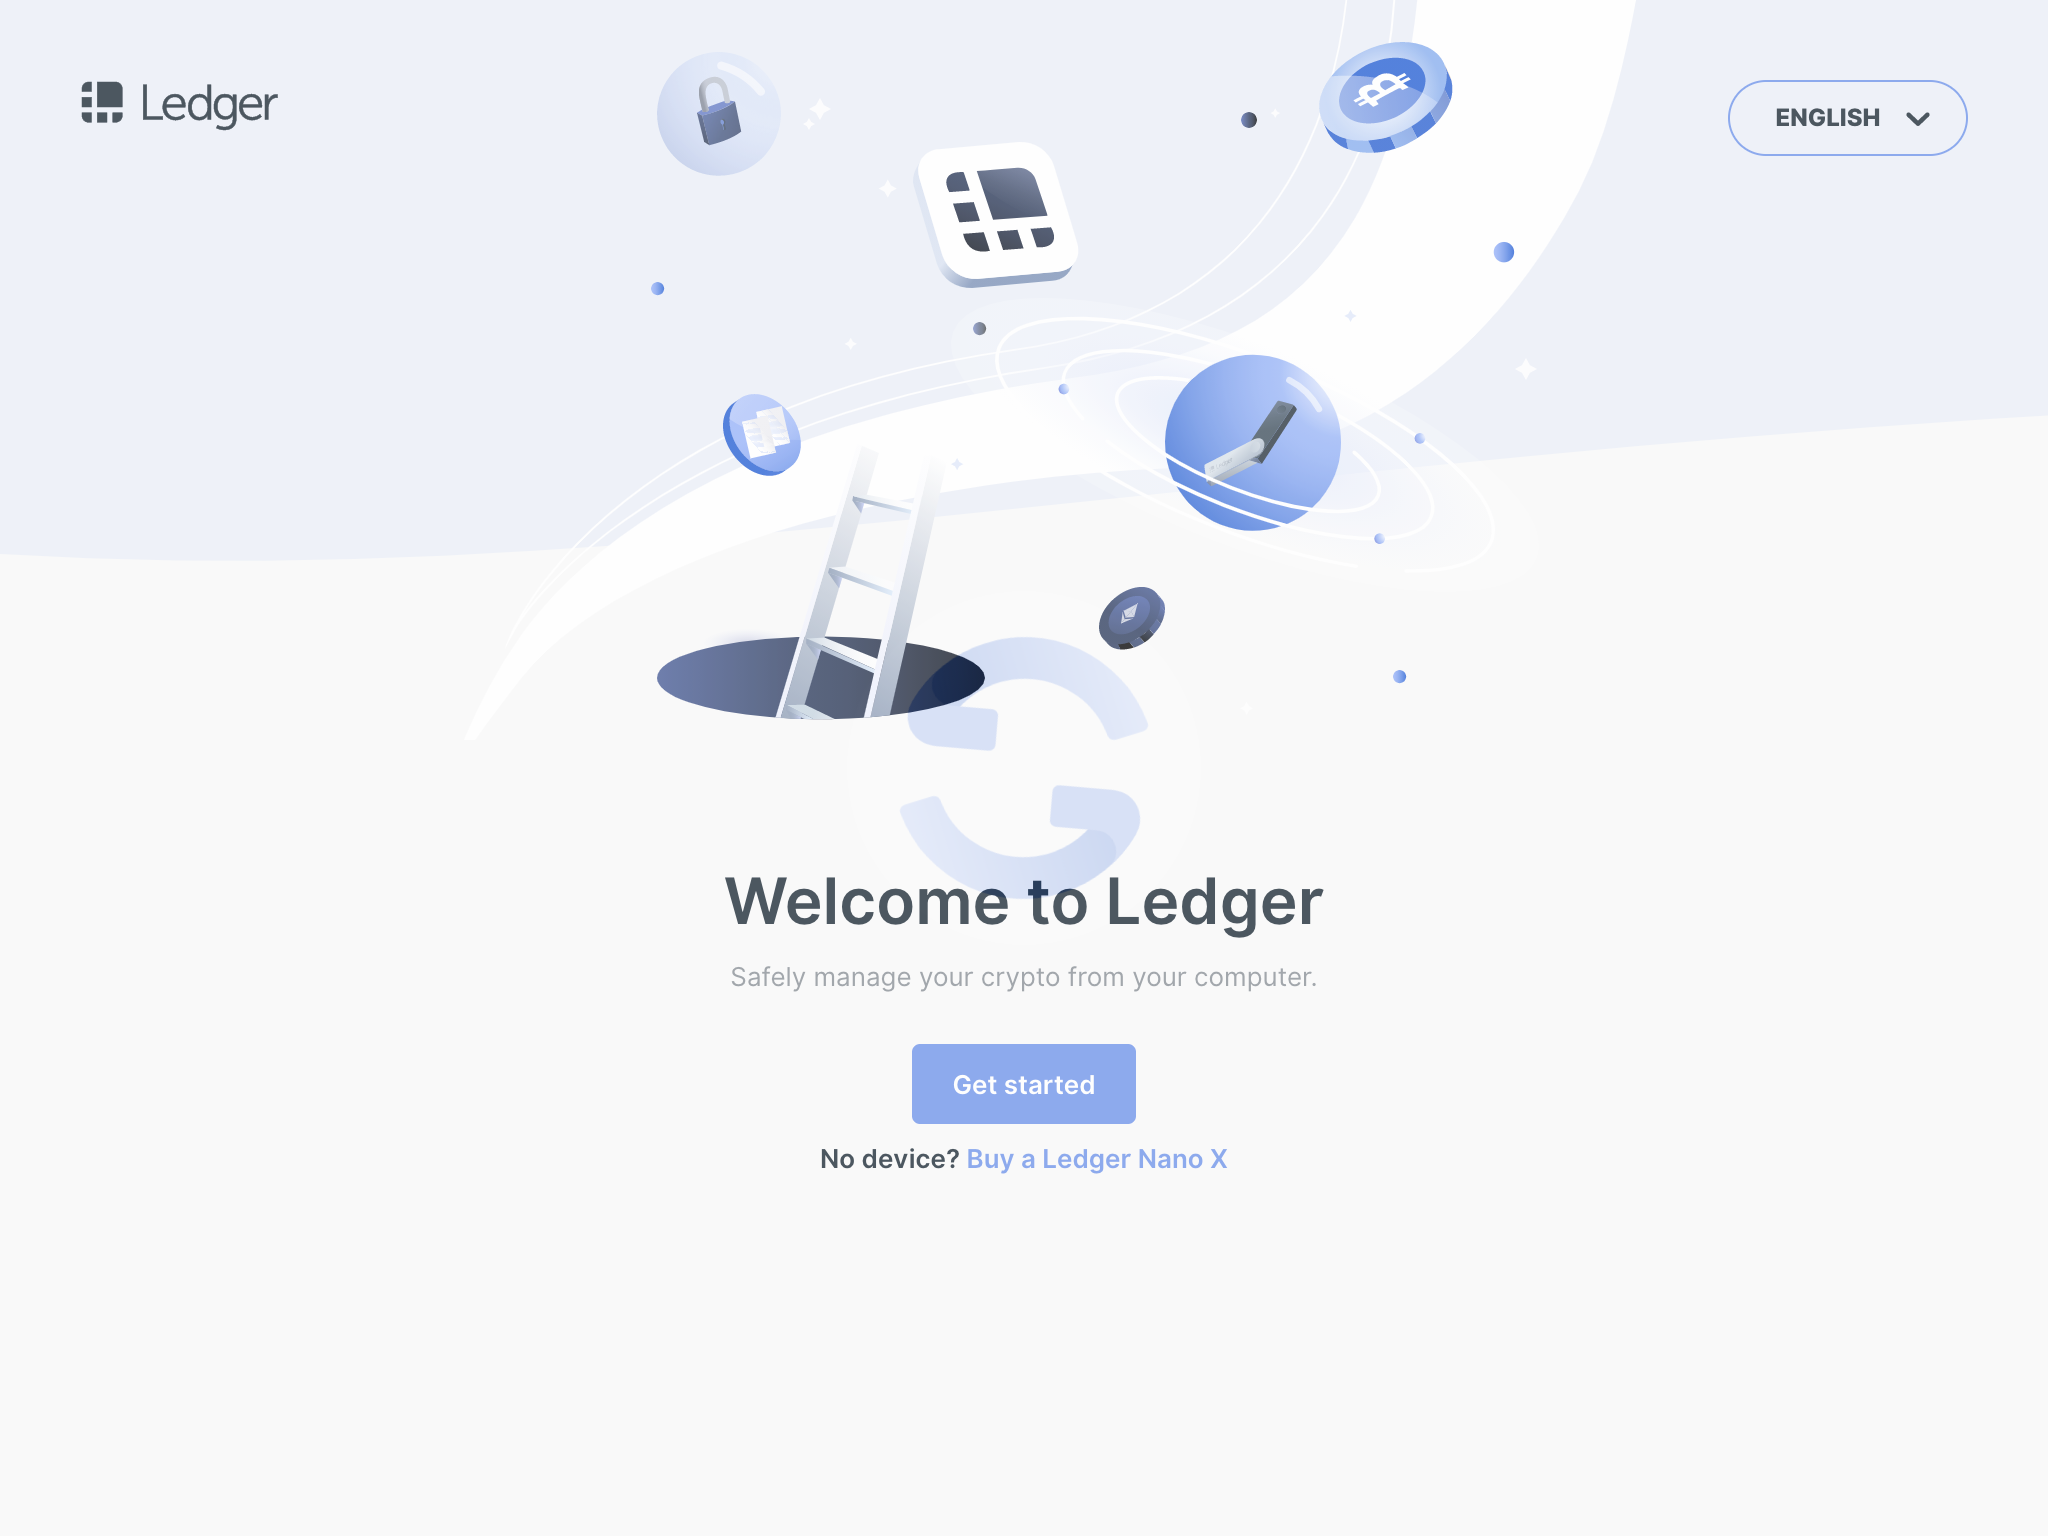 Ledger
ENGLISH
Welcome to Ledger
Safely manage your crypto from your computer.
Get started
No device? Buy a Ledger Nano X